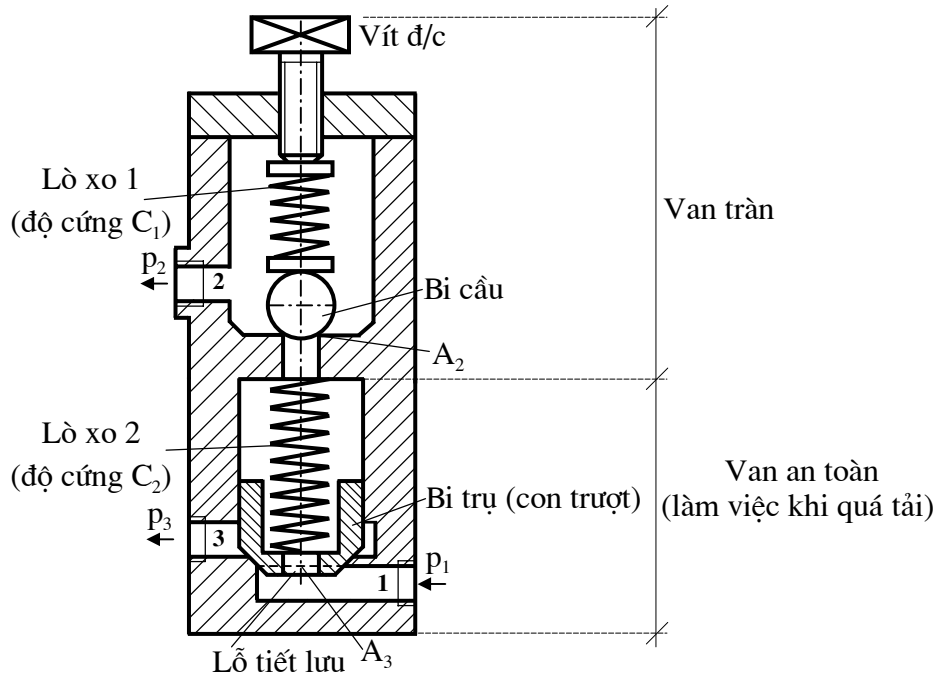 Vít đ/c
Lò xo 1
(độ cứng C₁)
Van tràn
p₂
2
Bi cầu
A₂
Lò xo 2
(độ cứng C₂)
Van an toàn
(làm việc khi quá tải)
Bi trụ (con trượt)
p₃
3
1
p₁
Lỗ tiết lưu
A₃